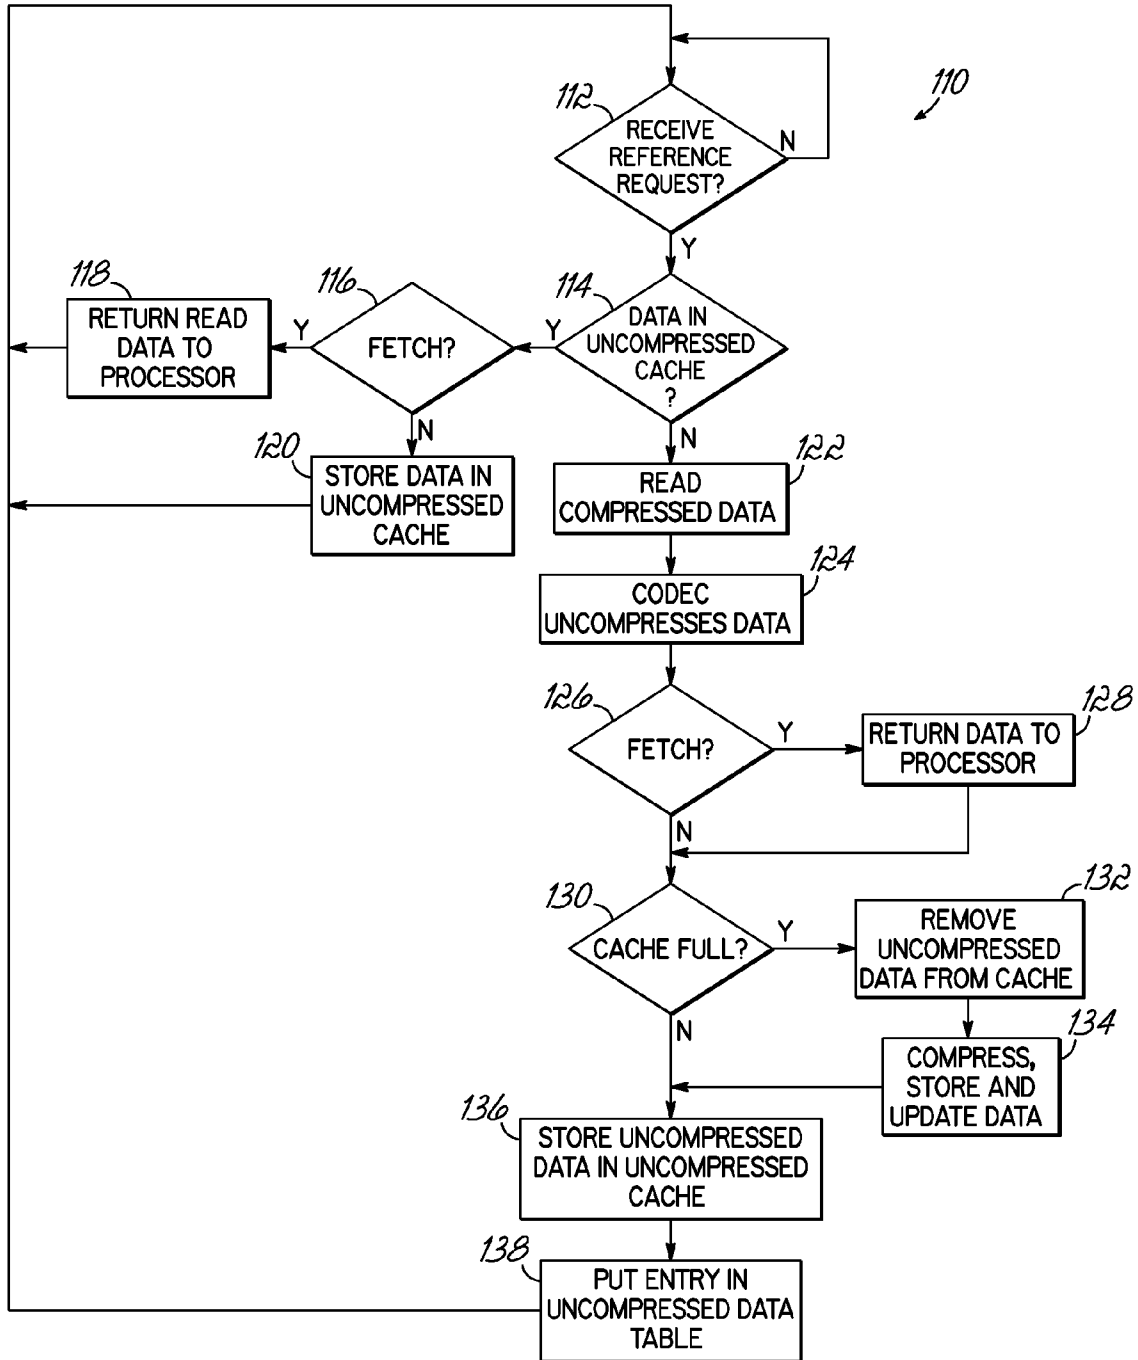 110
112
RECEIVE
REFERENCE
REQUEST?
N
Y
114
DATA IN
UNCOMPRESSED
CACHE
?
Y
N
116
FETCH?
Y
N
118
RETURN READ
DATA TO
PROCESSOR
120
STORE DATA IN
UNCOMPRESSED
CACHE
122
READ
COMPRESSED DATA
124
CODEC
UNCOMPRESSES DATA
126
FETCH?
Y
N
128
RETURN DATA TO
PROCESSOR
130
CACHE FULL?
Y
N
132
REMOVE
UNCOMPRESSED
DATA FROM CACHE
134
COMPRESS,
STORE AND
UPDATE DATA
136
STORE UNCOMPRESSED
DATA IN UNCOMPRESSED
CACHE
138
PUT ENTRY IN
UNCOMPRESSED DATA
TABLE